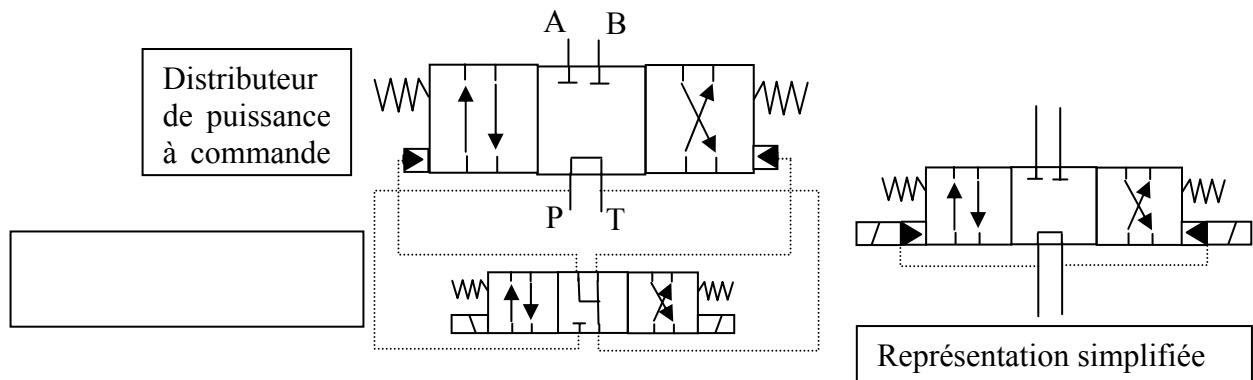 A B
Distributeur
de puissance
à commande
P T
Représentation simplifiée